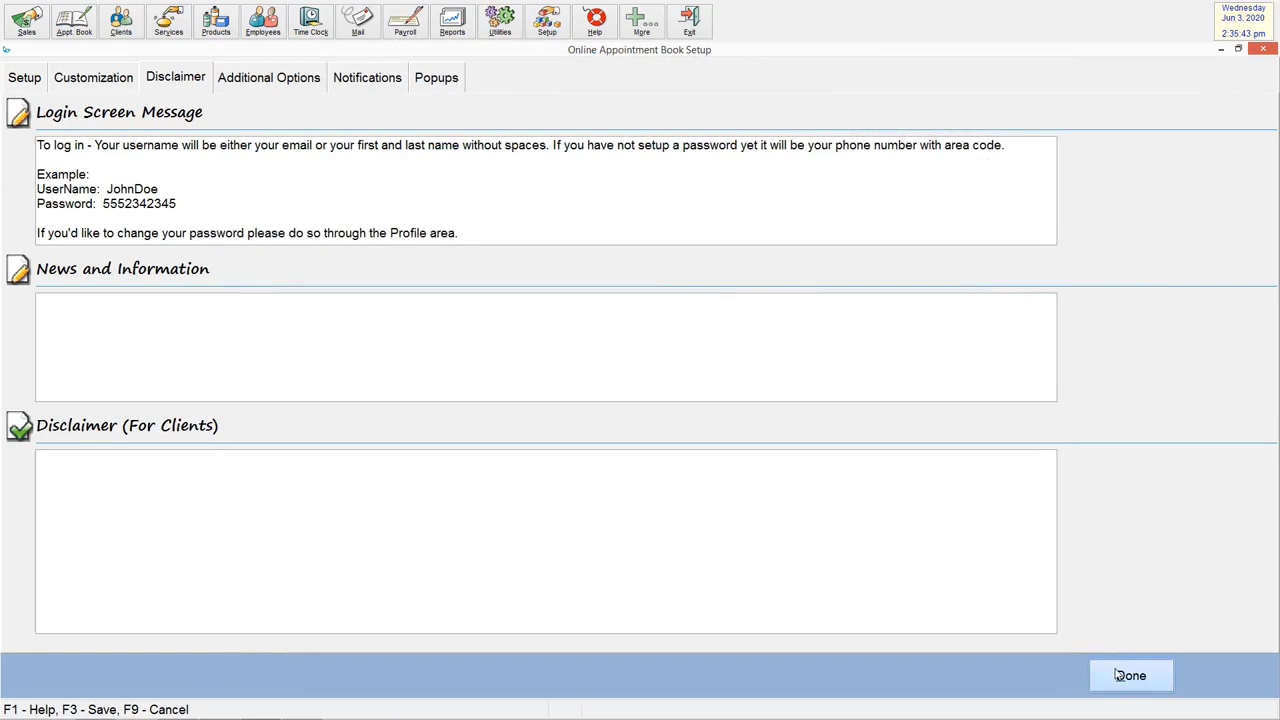 Sales
Appt. Book
Clients
Services
Products
Employees
Time Clock
Mail
Payroll
Reports
Utilities
Setup
Help
More
Exit
Wednesday
Jun 3, 2020
2:35:43 pm
Online Appointment Book Setup
Setup
Customization
Disclaimer
Additional Options
Notifications
Popups
Login Screen Message
To log in - Your username will be either your email or your first and last name without spaces. If you have not setup a password yet it will be your phone number with area code.
Example:
UserName: JohnDoe
Password: 5552342345
If you'd like to change your password please do so through the Profile area.
News and Information
Disclaimer (For Clients)
Done
F1 - Help, F3 - Save, F9 - Cancel